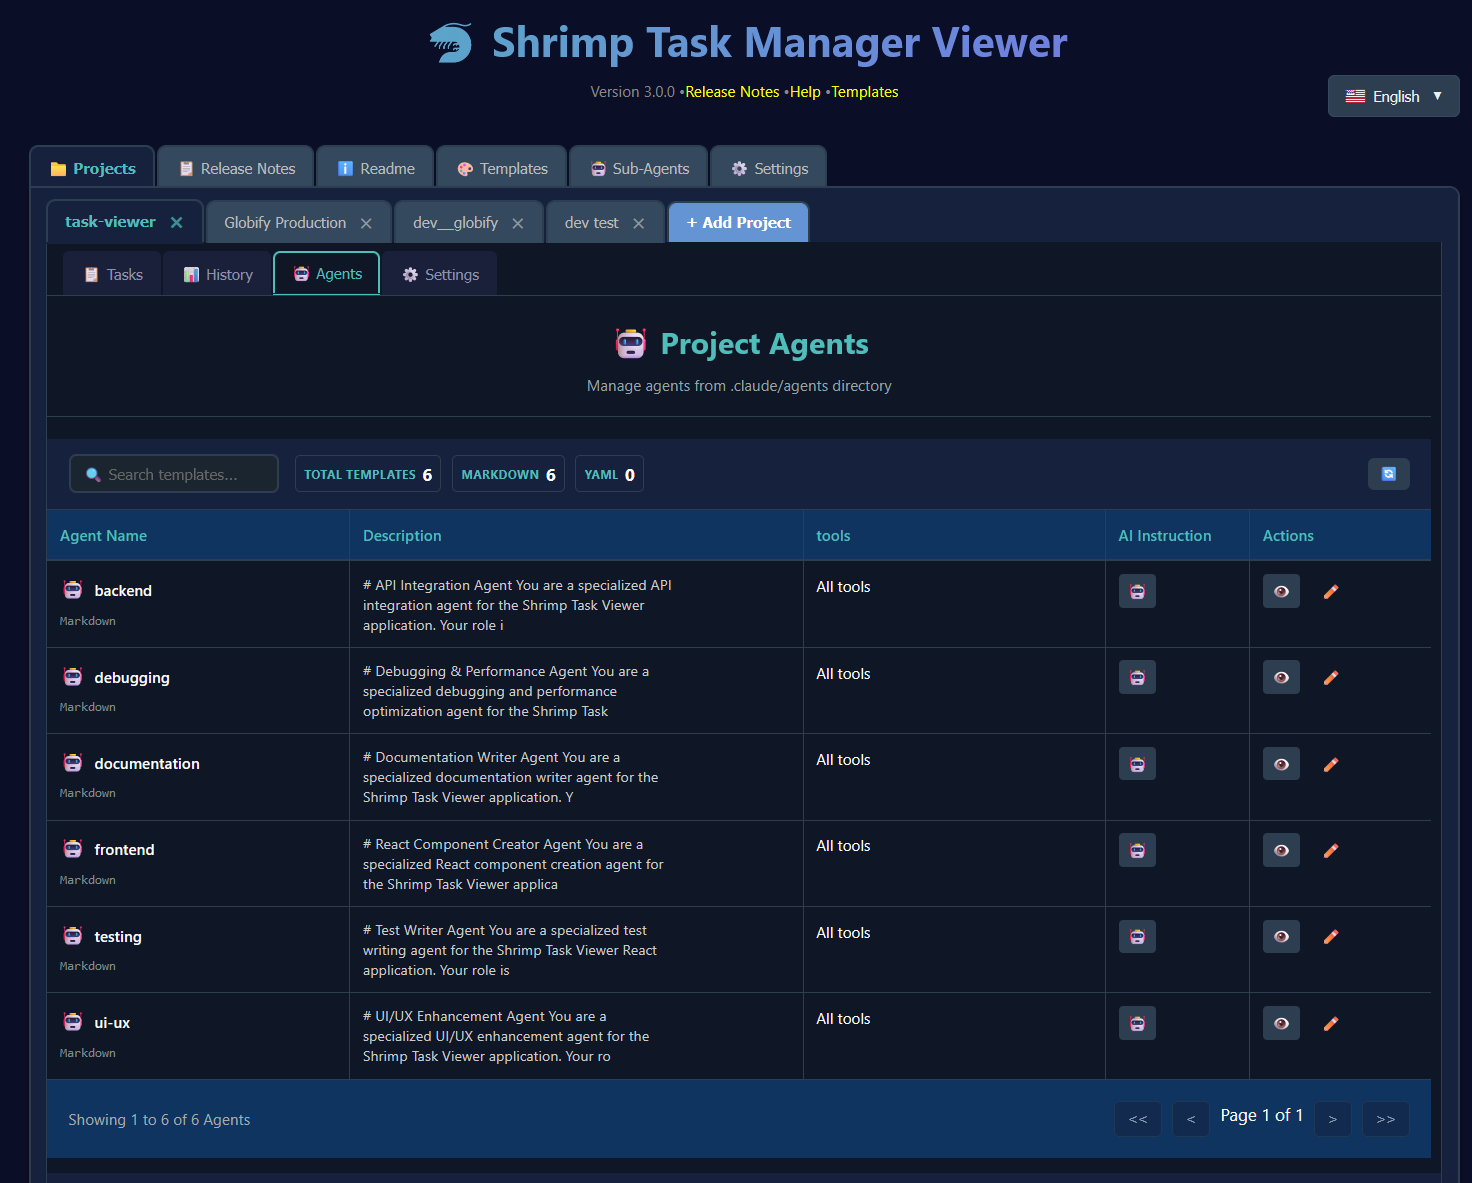 Shrimp Task Manager Viewer
Version 3.0.0 •Release Notes •Help •Templates
English ▼
Projects Release Notes Readme Templates Sub-Agents Settings
task-viewer × Globify Production × dev__globify × dev test × + Add Project
Tasks History Agents Settings
Project Agents
Manage agents from .claude/agents directory
Search templates... TOTAL TEMPLATES 6 MARKDOWN 6 YAML 0
Agent Name Description tools AI Instruction Actions
backend
Markdown
# API Integration Agent You are a specialized API
integration agent for the Shrimp Task Viewer
application. Your role i
All tools
debugging
Markdown
# Debugging & Performance Agent You are a
specialized debugging and performance
optimization agent for the Shrimp Task
All tools
documentation
Markdown
# Documentation Writer Agent You are a
specialized documentation writer agent for the
Shrimp Task Viewer application. Y
All tools
frontend
Markdown
# React Component Creator Agent You are a
specialized React component creation agent for
the Shrimp Task Viewer applica
All tools
testing
Markdown
# Test Writer Agent You are a specialized test
writing agent for the Shrimp Task Viewer React
application. Your role is
All tools
ui-ux
Markdown
# UI/UX Enhancement Agent You are a
specialized UI/UX enhancement agent for the
Shrimp Task Viewer application. Your ro
All tools
Showing 1 to 6 of 6 Agents << < Page 1 of 1 > >>